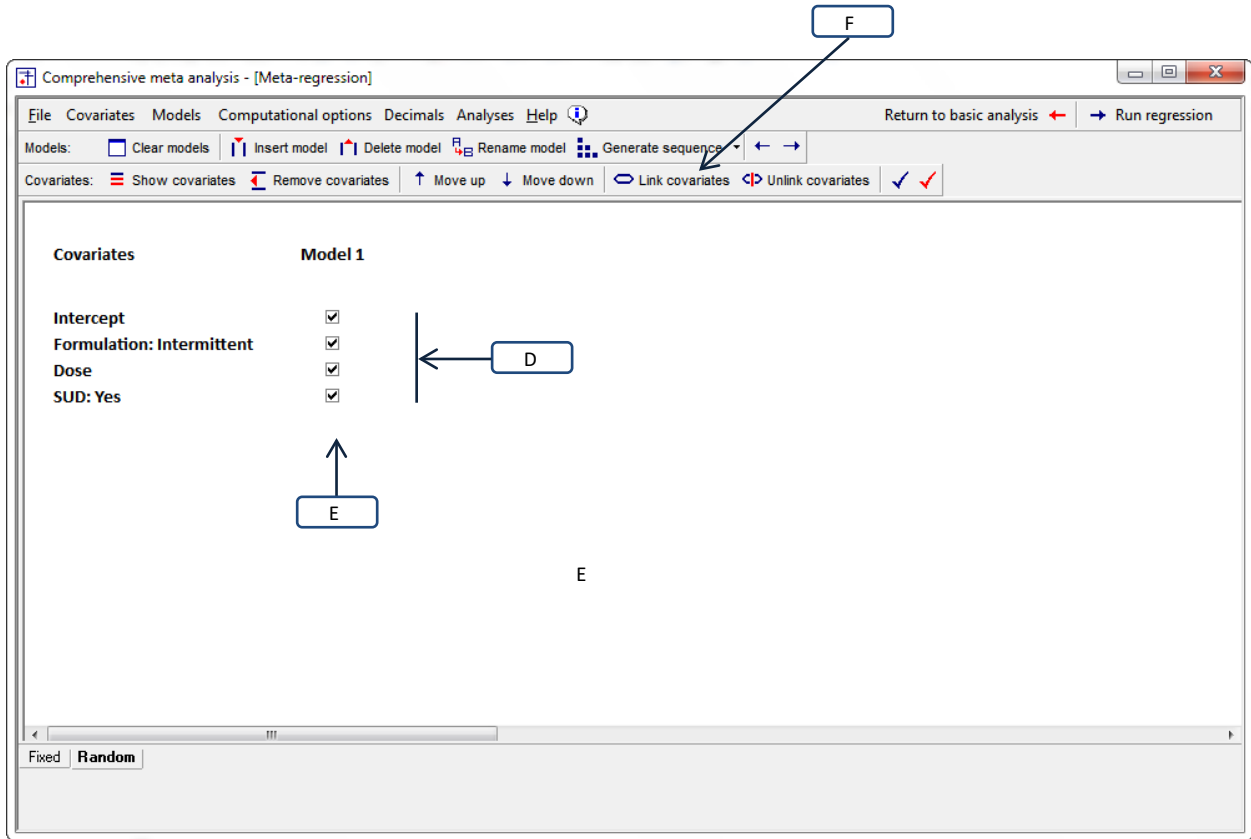 F
Comprehensive meta analysis - [Meta-regression]
File Covariates Models Computational options Decimals Analyses Help Return to basic analysis Run regression
Models: Clear models Insert model Delete model Rename model Generate sequence
Covariates: Show covariates Remove covariates Move up Move down Link covariates Unlink covariates
Covariates Model 1
Intercept
Formulation: Intermittent
D
Dose
SUD: Yes
E
E
Fixed Random